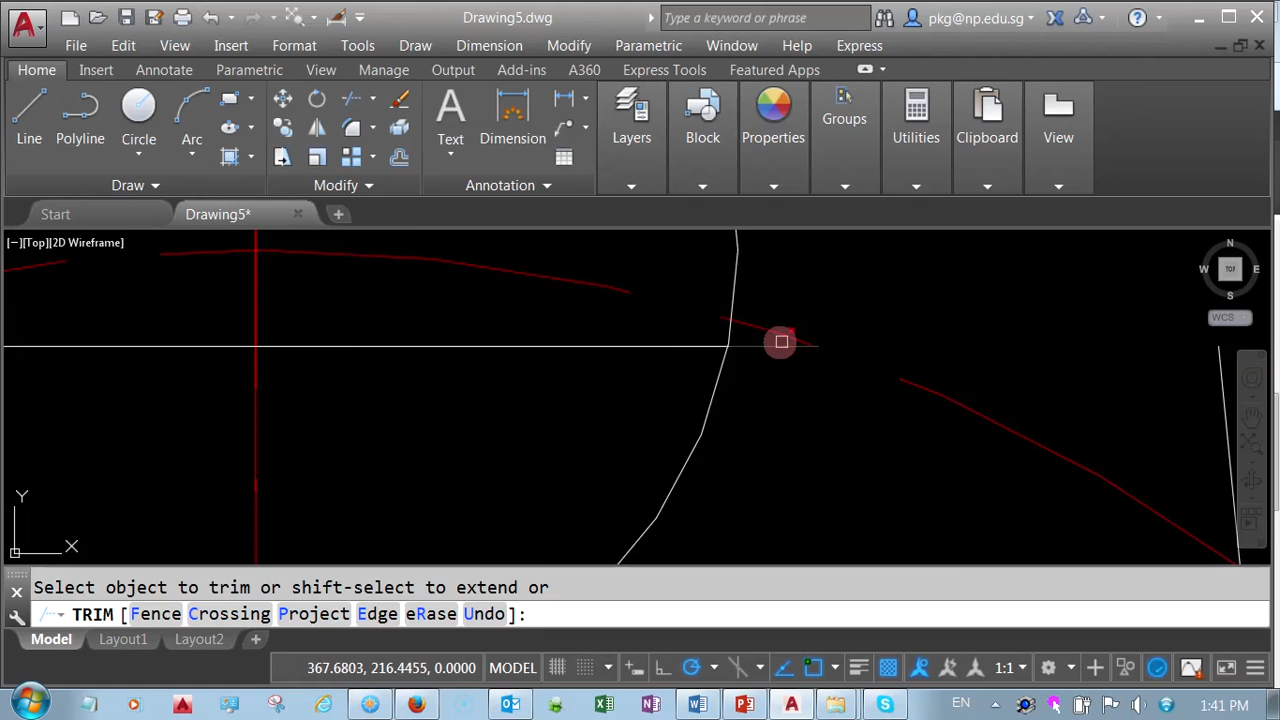 Drawing5.dwg
Type a keyword or phrase
pkg@np.edu.sg
File Edit View Insert Format Tools Draw Dimension Modify Parametric Window Help Express
Home Insert Annotate Parametric View Manage Output Add-ins A360 Express Tools Featured Apps
Line Polyline Circle Arc Text Dimension Layers Block Properties Groups Utilities Clipboard View
Draw Modify Annotation
Start Drawing5*
[−][Top][2D Wireframe]
N
W TOP E
S
WCS
Y
X
Select object to trim or shift-select to extend or
TRIM [Fence Crossing Project Edge eRase Undo]:
Model Layout1 Layout2
367.6803, 216.4455, 0.0000 MODEL 1:1
EN 1:41 PM